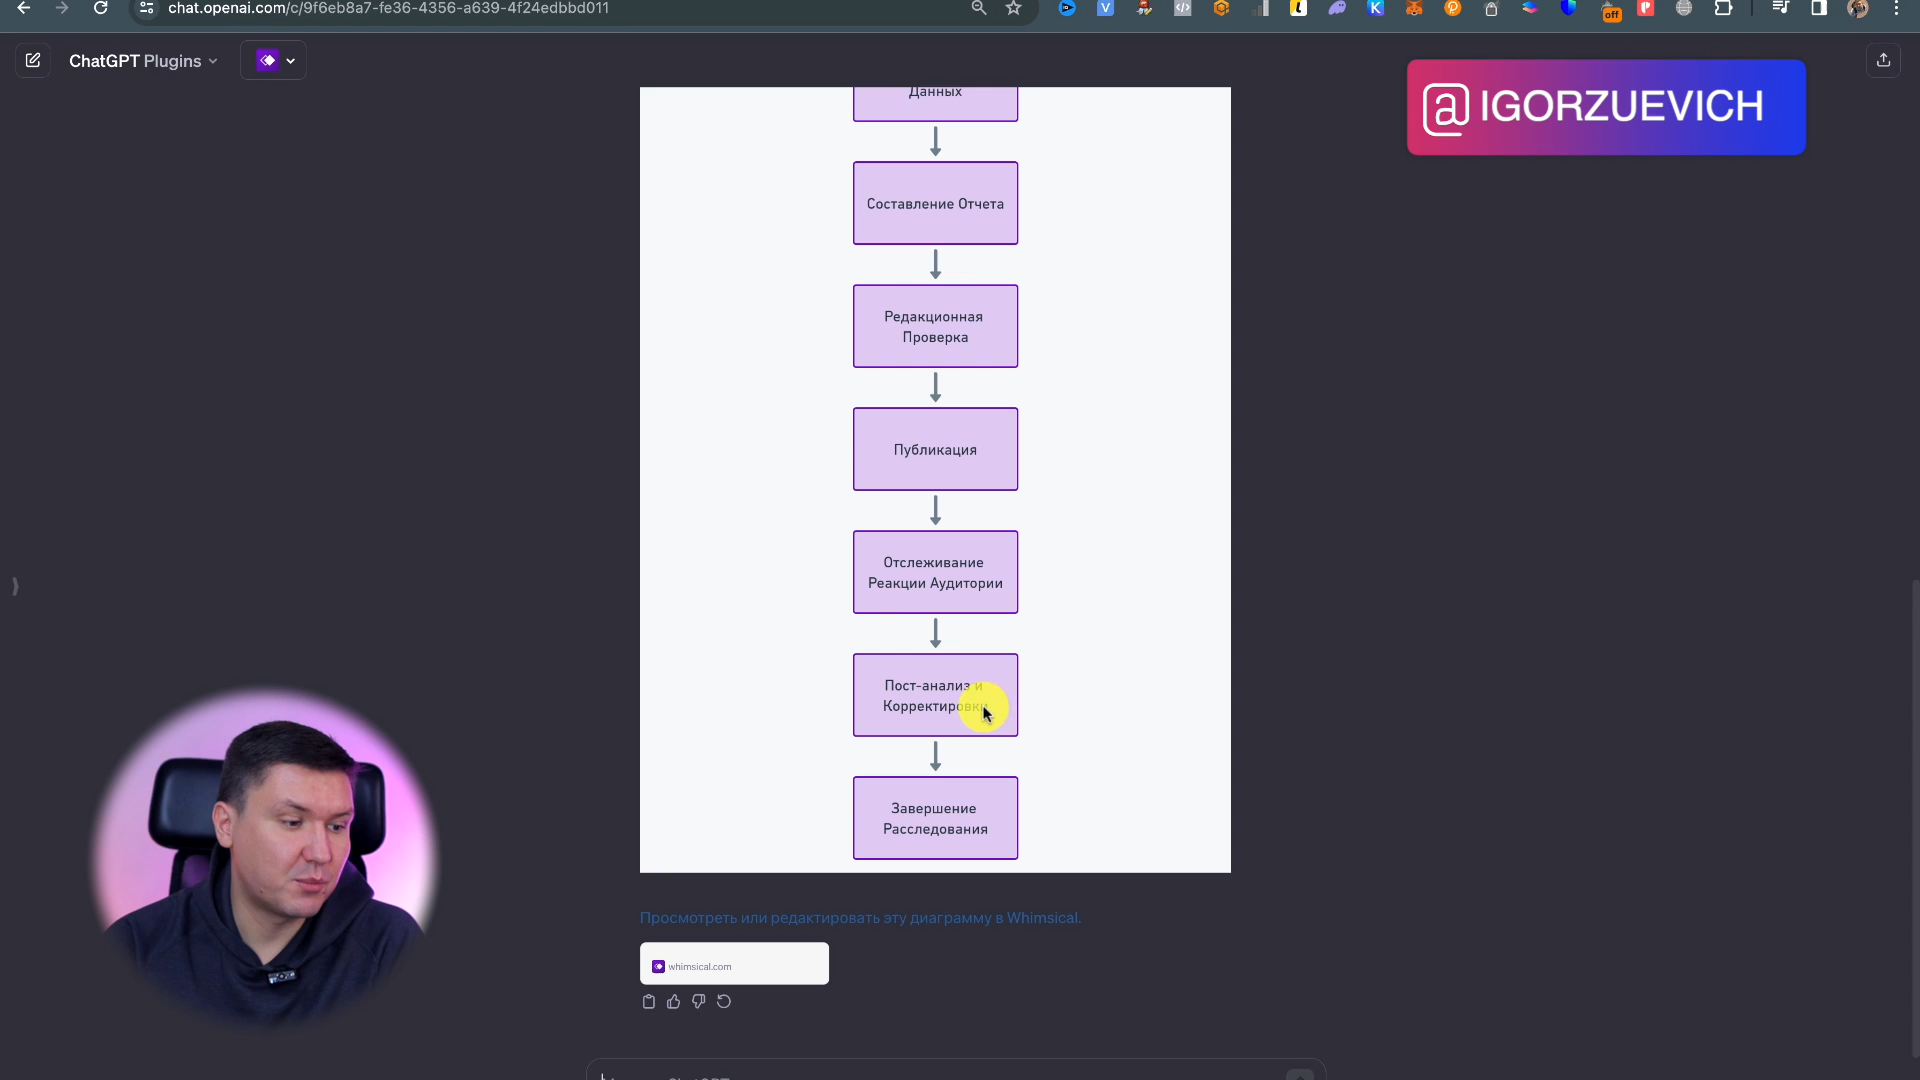 chat.openai.com/c/9f6eb8a7-fe36-4356-a639-4f24edbbd011
off
ChatGPT Plugins
@IGORZUEVICH
Данных
Составление Отчета
Редакционная
Проверка
Публикация
Отслеживание
Реакции Аудитории
Пост-анализ и
Корректировки
Завершение
Расследования
Просмотреть или редактировать эту диаграмму в Whimsical.
whimsical.com